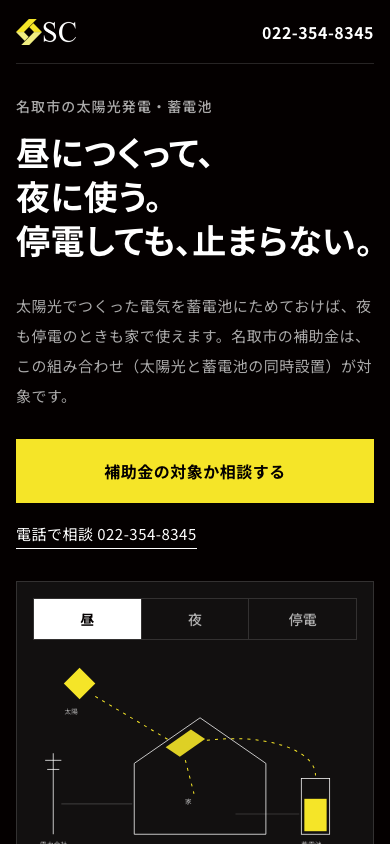 SC
022-354-8345
名取市の太陽光発電・蓄電池
昼につくって、
夜に使う。
停電しても、止まらない。
太陽光でつくった電気を蓄電池にためておけば、夜
も停電のときも家で使えます。名取市の補助金は、
この組み合わせ（太陽光と蓄電池の同時設置）が対
象です。
補助金の対象か相談する
電話で相談 022-354-8345
昼
夜
停電
太陽
家